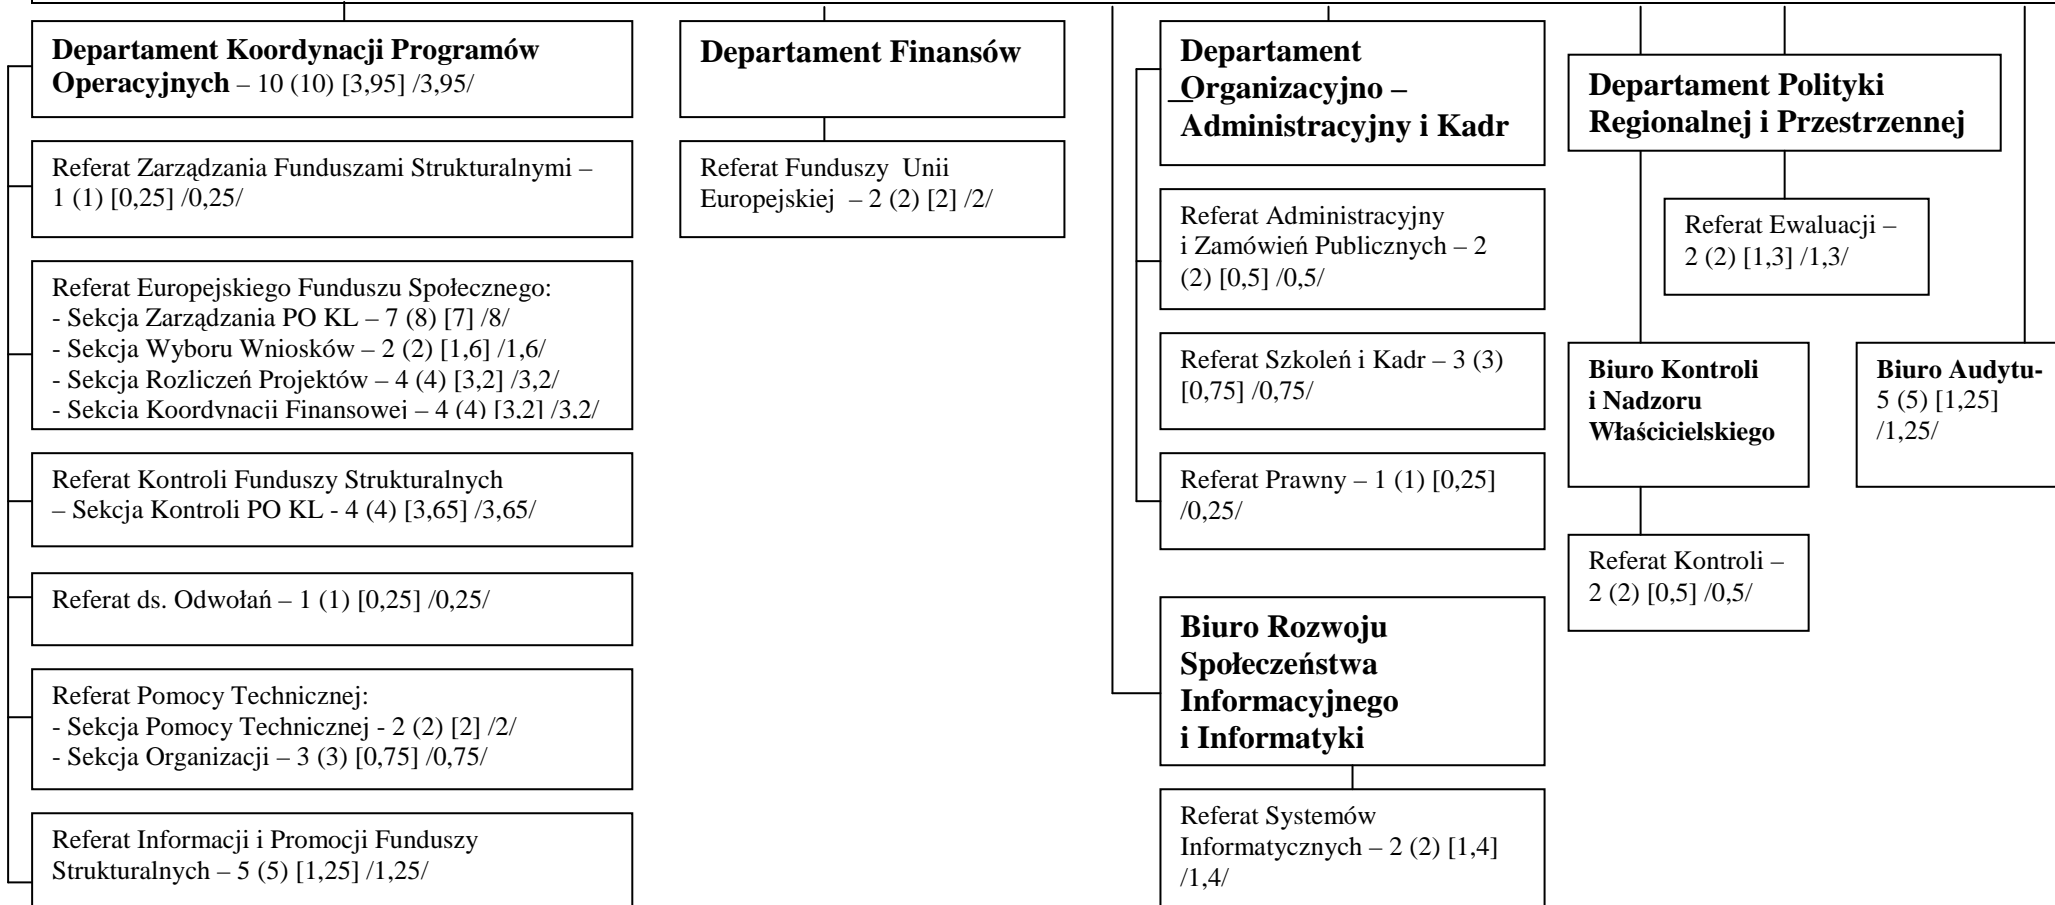 Departament Koordynacji Programów
Operacyjnych – 10 (10) [3,95] /3,95/
Referat Zarządzania Funduszami Strukturalnymi –
1 (1) [0,25] /0,25/
Referat Europejskiego Funduszu Społecznego:
- Sekcja Zarządzania PO KL – 7 (8) [7] /8/
- Sekcja Wyboru Wniosków – 2 (2) [1,6] /1,6/
- Sekcja Rozliczeń Projektów – 4 (4) [3,2] /3,2/
- Sekcja Koordynacji Finansowej – 4 (4) [3,2] /3,2/
Referat Kontroli Funduszy Strukturalnych
– Sekcja Kontroli PO KL - 4 (4) [3,65] /3,65/
Referat ds. Odwołań – 1 (1) [0,25] /0,25/
Referat Pomocy Technicznej:
- Sekcja Pomocy Technicznej - 2 (2) [2] /2/
- Sekcja Organizacji – 3 (3) [0,75] /0,75/
Referat Informacji i Promocji Funduszy
Strukturalnych – 5 (5) [1,25] /1,25/
Departament Finansów
Referat Funduszy Unii
Europejskiej – 2 (2) [2] /2/
Departament
Organizacyjno –
Administracyjny i Kadr
Referat Administracyjny
i Zamówień Publicznych – 2
(2) [0,5] /0,5/
Referat Szkoleń i Kadr – 3 (3)
[0,75] /0,75/
Referat Prawny – 1 (1) [0,25]
/0,25/
Biuro Rozwoju
Społeczeństwa
Informacyjnego
i Informatyki
Referat Systemów
Informatycznych – 2 (2) [1,4]
/1,4/
Departament Polityki
Regionalnej i Przestrzennej
Referat Ewaluacji –
2 (2) [1,3] /1,3/
Biuro Kontroli
i Nadzoru
Właścicielskiego
Referat Kontroli –
2 (2) [0,5] /0,5/
Biuro Audytu-
5 (5) [1,25]
/1,25/